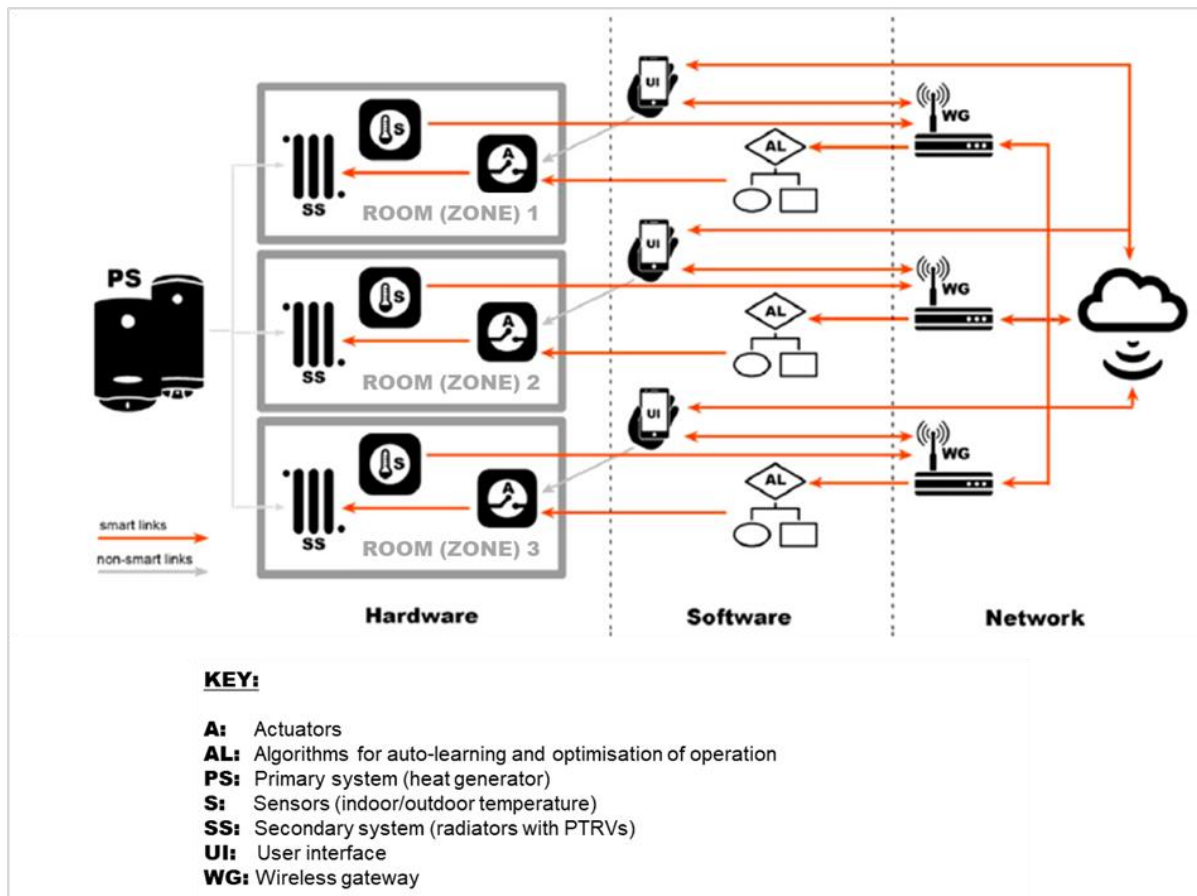 UI
WG
S
A
AL
SS
ROOM (ZONE) 1
UI
PS
WG
S
A
AL
SS
ROOM (ZONE) 2
UI
WG
S
A
AL
SS
ROOM (ZONE) 3
smart links
non-smart links
Hardware
Software
Network
KEY:
A: Actuators
AL: Algorithms for auto-learning and optimisation of operation
PS: Primary system (heat generator)
S: Sensors (indoor/outdoor temperature)
SS: Secondary system (radiators with PTRVs)
UI: User interface
WG: Wireless gateway